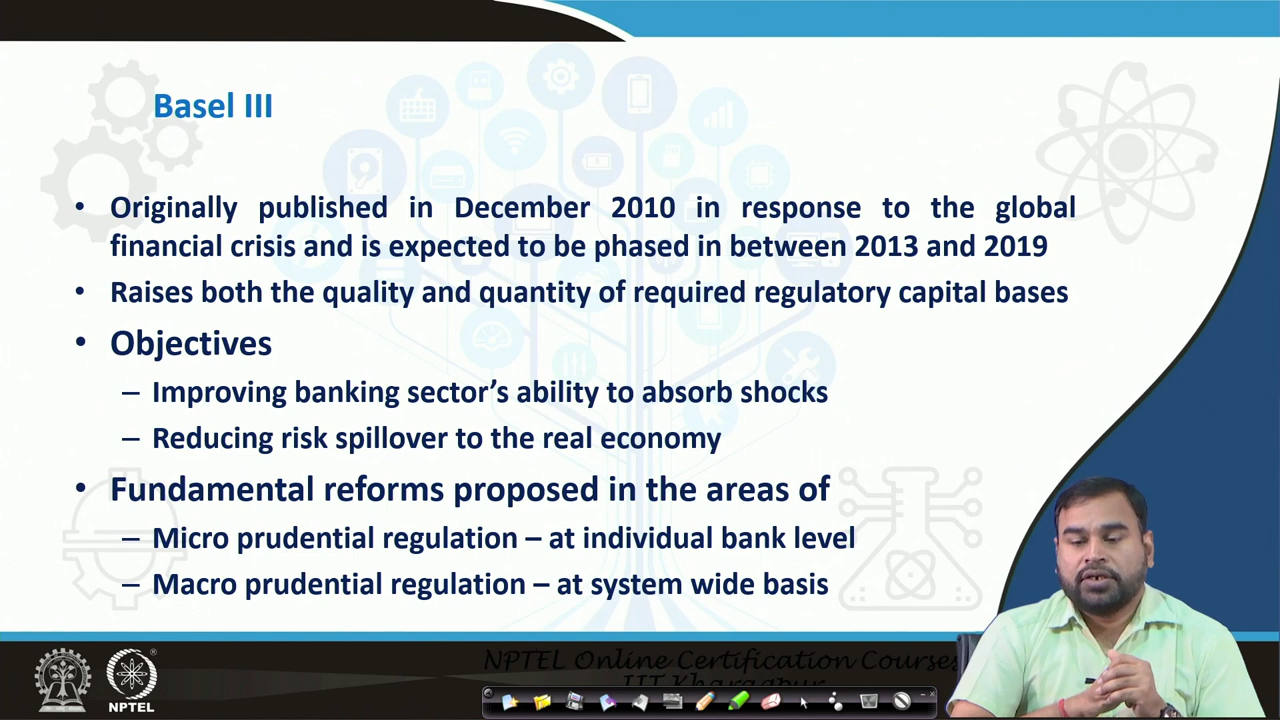 Basel III
• Originally published in December 2010 in response to the global
financial crisis and is expected to be phased in between 2013 and 2019
• Raises both the quality and quantity of required regulatory capital bases
• Objectives
– Improving banking sector's ability to absorb shocks
– Reducing risk spillover to the real economy
• Fundamental reforms proposed in the areas of
– Micro prudential regulation – at individual bank level
– Macro prudential regulation – at system wide basis
NPTEL Online Certification Courses
IIT Kharagpur
®
NPTEL